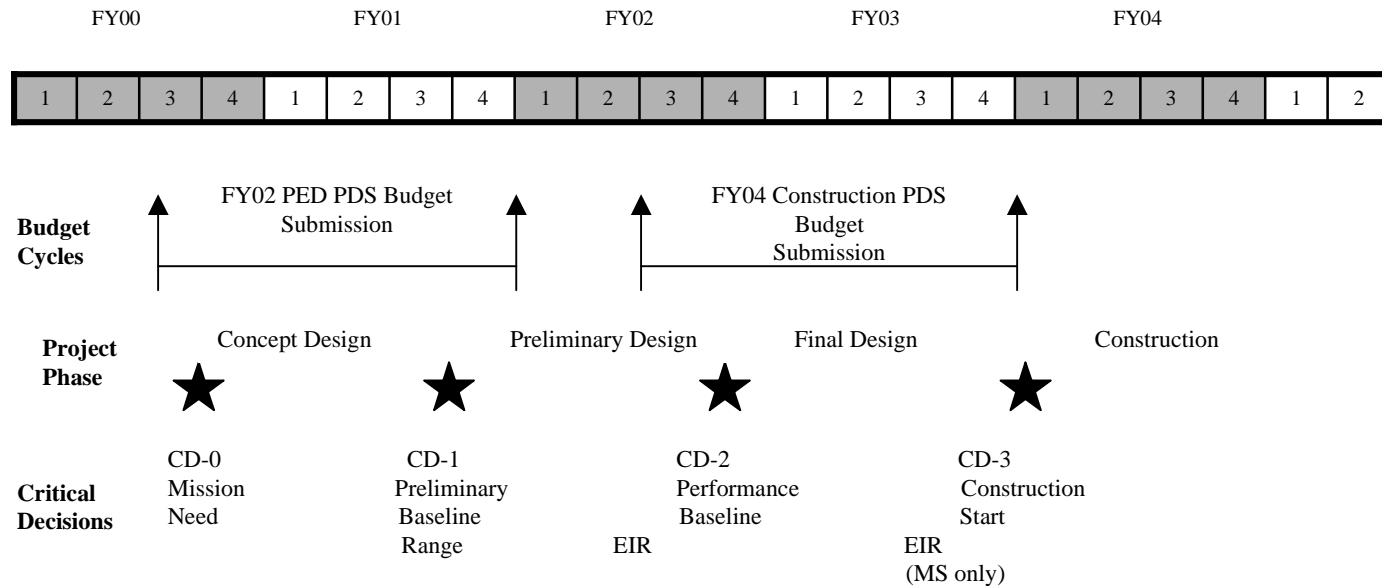 FY00 FY01 FY02 FY03 FY04
1 2 3 4 1 2 3 4 1 2 3 4 1 2 3 4 1 2 3 4 1 2
Budget
Cycles
FY02 PED PDS Budget
Submission
FY04 Construction PDS
Budget
Submission
Project
Phase
Concept Design
Preliminary Design
Final Design
Construction
Critical
Decisions
CD-0
Mission
Need
CD-1
Preliminary
Baseline
Range
EIR
CD-2
Performance
Baseline
CD-3
Construction
Start
EIR
(MS only)